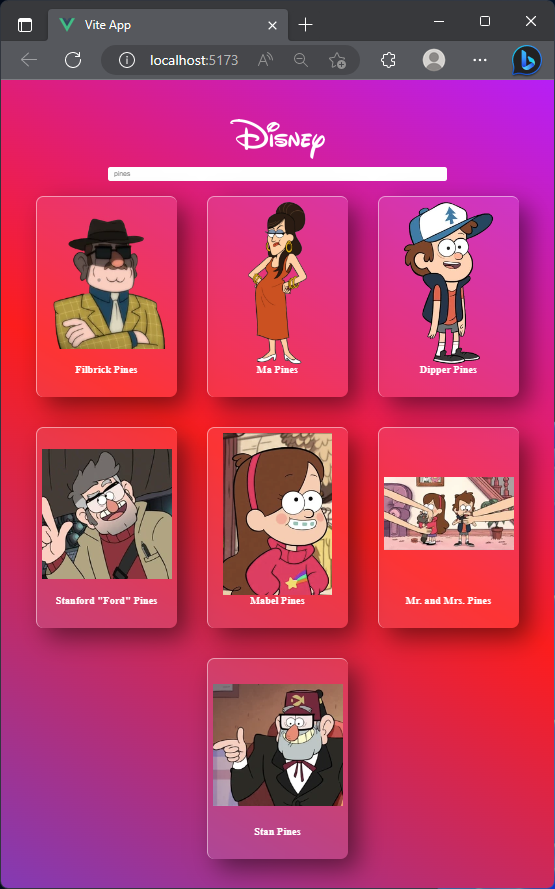 Vite App
localhost:5173
Disney
pines
Filbrick Pines
Ma Pines
Dipper Pines
Stanford "Ford" Pines
Mabel Pines
Mr. and Mrs. Pines
Stan Pines